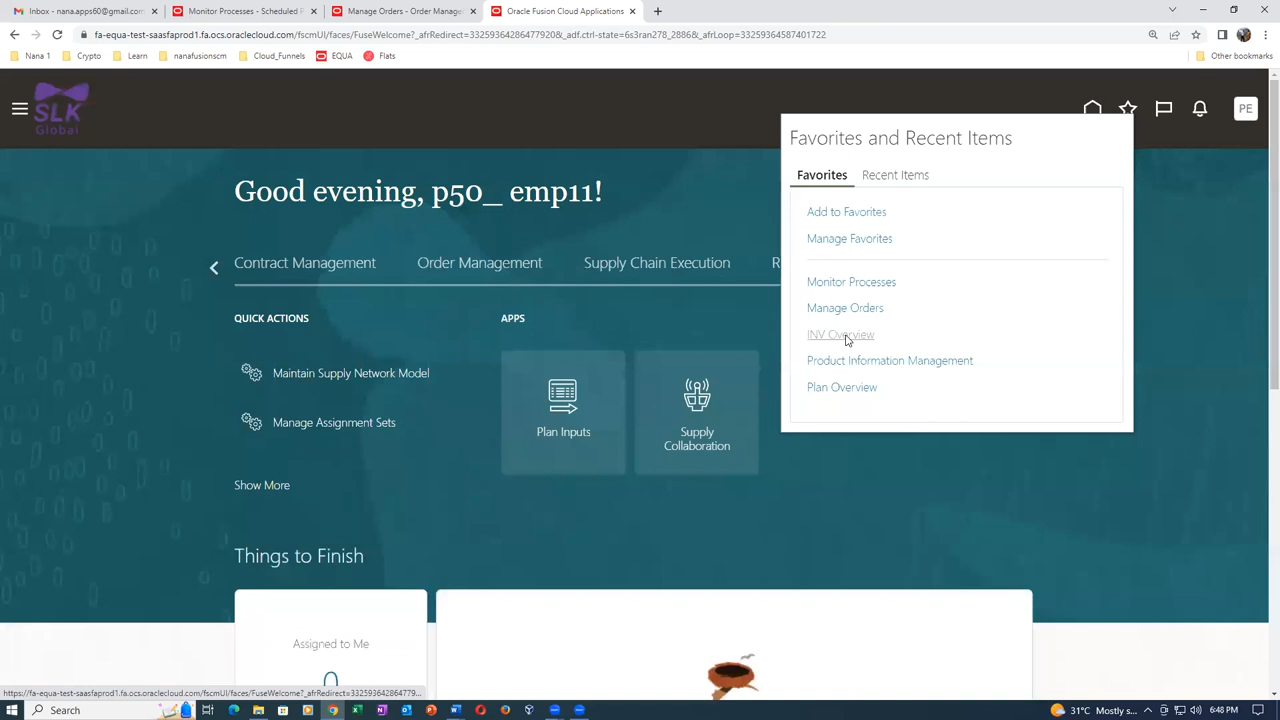 Inbox - nana.apps60@gmail.com
Monitor Processes - Scheduled P
Manage Orders - Order Manage
Oracle Fusion Cloud Applications
fa-equa-test-saasfaprod1.fa.ocs.oraclecloud.com/fscmUI/faces/FuseWelcome?_afrRedirect=332593642864779220&_adf.ctrl-state=6s3ran278_2886&_afrLoop=33259364587401722
Nana 1
Crypto
Learn
nanafusionscm
Cloud_Funnels
EQUA
Flats
Other bookmarks
SLK
Global
PE
Favorites and Recent Items
Favorites
Recent Items
Add to Favorites
Manage Favorites
Monitor Processes
Manage Orders
INV Overview
Product Information Management
Plan Overview
Good evening, p50_ emp11!
Contract Management
Order Management
Supply Chain Execution
QUICK ACTIONS
APPS
Maintain Supply Network Model
Manage Assignment Sets
Show More
Plan Inputs
Supply
Collaboration
Things to Finish
Assigned to Me
0
https://fa-equa-test-saasfaprod1.fa.ocs.oraclecloud.com/fscmUI/faces/FuseWelcome?_afrRedirect=332593642864779...
Search
31°C Mostly s...
6:48 PM